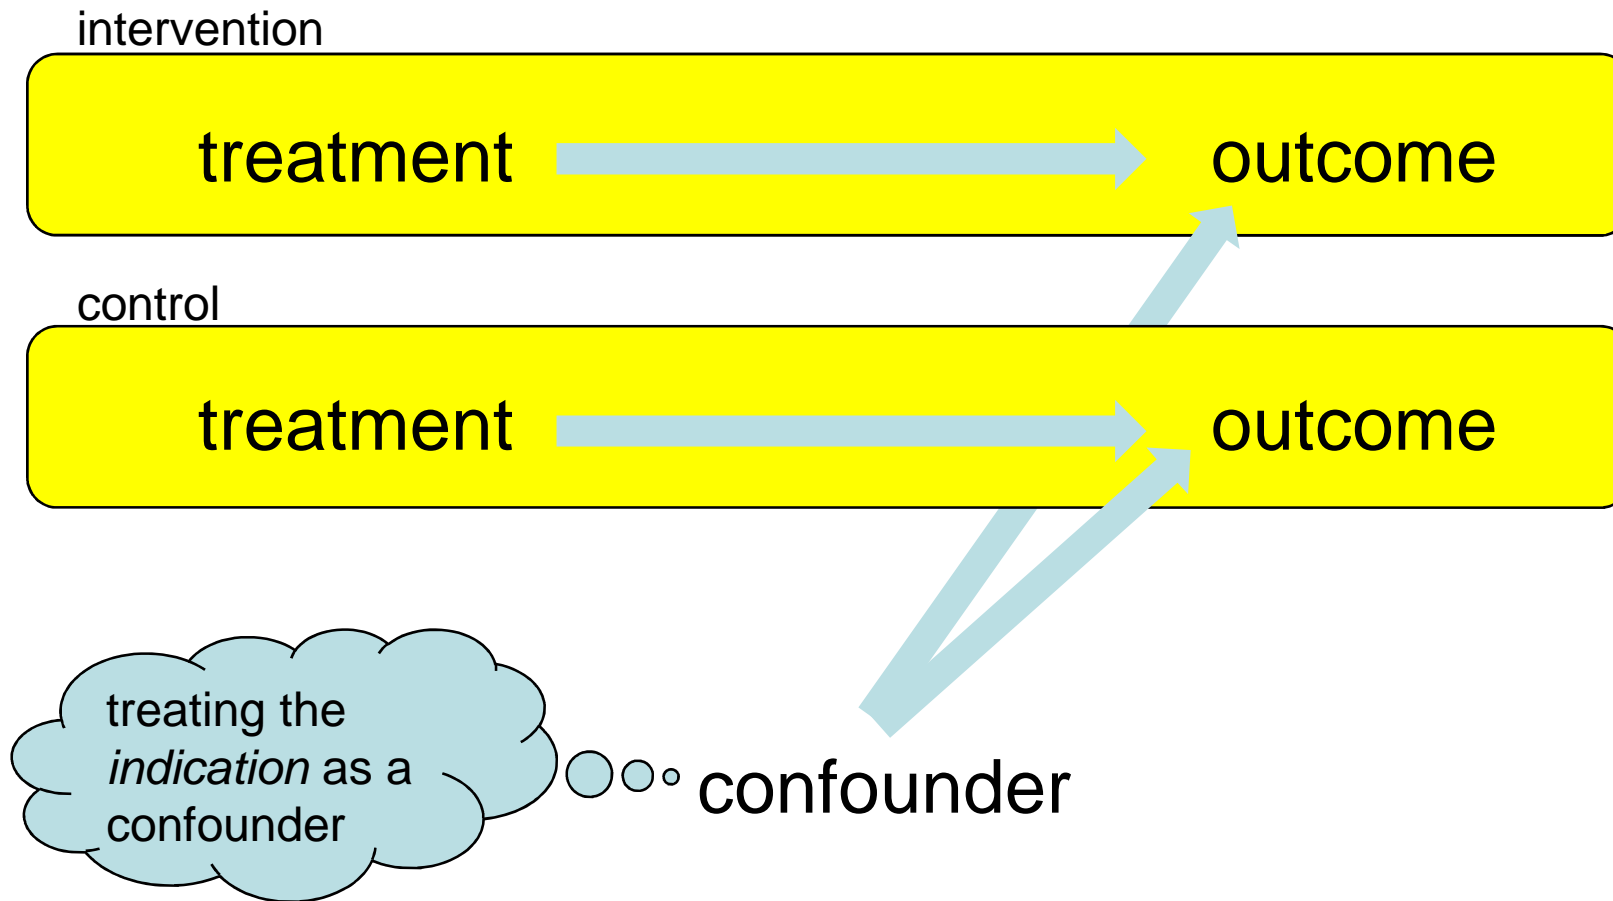 intervention
treatment outcome
control
treatment outcome
treating the
indication as a
confounder
confounder